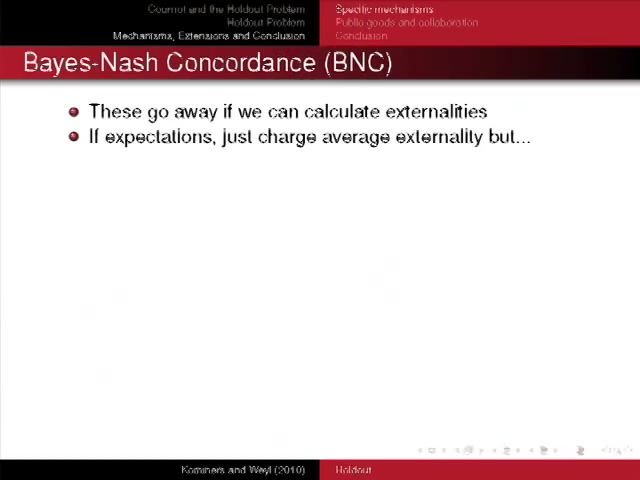 Cournot and the Holdout Problem
Holdout Problem
Mechanisms, Extensions and Conclusion
Specific mechanisms
Public goods and collaboration
Conclusion
Bayes-Nash Concordance (BNC)
These go away if we can calculate externalities
If expectations, just charge average externality but...
Kominers and Weyl (2010)
Holdout